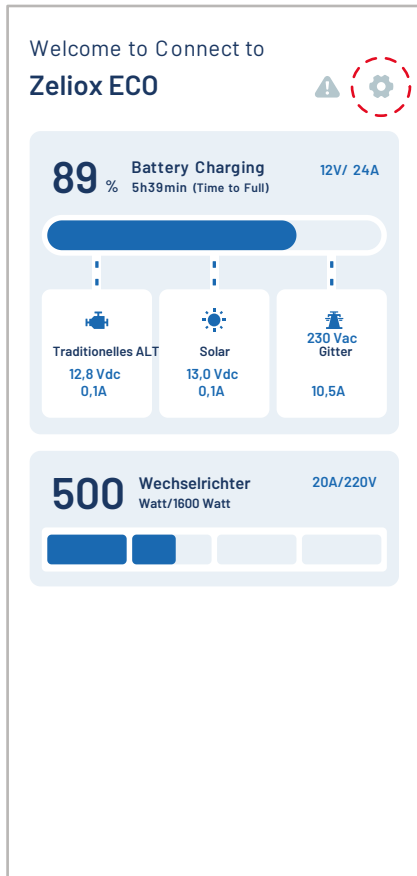 Welcome to Connect to
Zeliox ECO
89 %
Battery Charging
5h39min (Time to Full)
12V/ 24A
Traditionelles ALT
12,8 Vdc
0,1A
Solar
13,0 Vdc
0,1A
230 Vac
Gitter
10,5A
500
Wechselrichter
Watt/1600 Watt
20A/220V